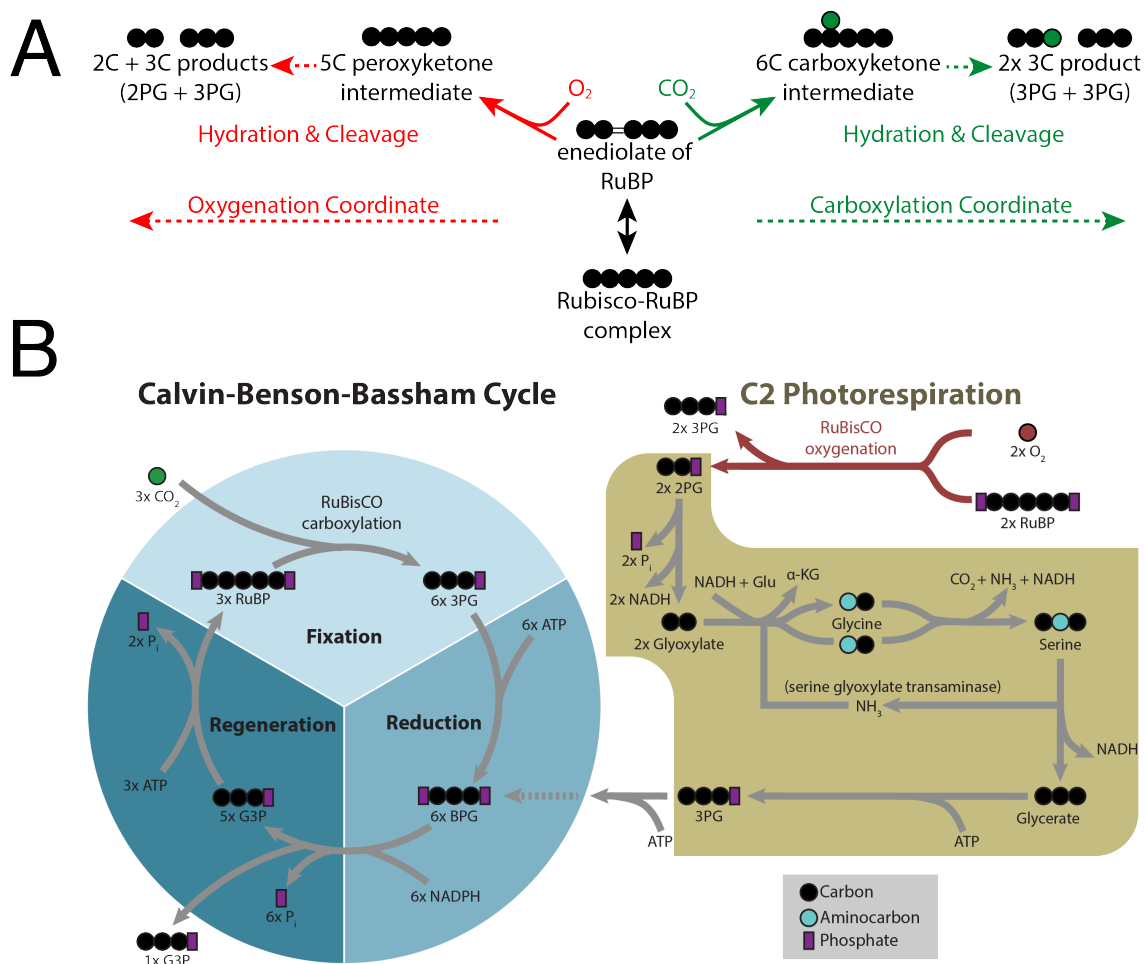 A
2C + 3C products
(2PG + 3PG)
5C peroxyketone
intermediate
O2
CO2
6C carboxyketone
intermediate
2x 3C product
(3PG + 3PG)
Hydration & Cleavage
enediolate of
RuBP
Hydration & Cleavage
Oxygenation Coordinate
Carboxylation Coordinate
Rubisco-RuBP
complex
B
Calvin-Benson-Bassham Cycle
3x CO2
RuBisCO
carboxylation
3x RuBP
6x 3PG
Fixation
2x Pi
6x ATP
Regeneration
Reduction
3x ATP
5x G3P
6x BPG
6x Pi
6x NADPH
1x G3P
C2 Photorespiration
2x 3PG
RuBisCO
oxygenation
2x O2
2x 2PG
2x RuBP
2x Pi
2x NADH
NADH + Glu
α-KG
CO2 + NH3 + NADH
2x Glyoxylate
Glycine
Serine
(serine glyoxylate transaminase)
NH3
NADH
3PG
Glycerate
ATP
ATP
Carbon
Aminocarbon
Phosphate